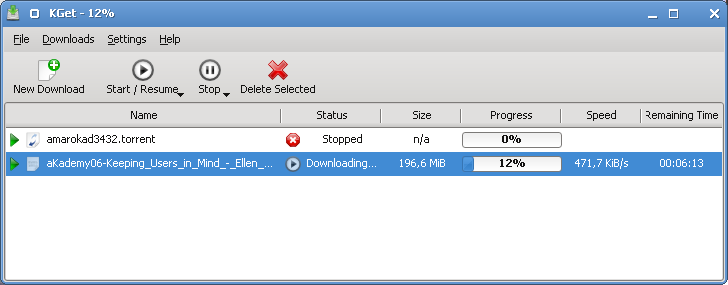 KGet - 12%
File Downloads Settings Help
New Download Start / Resume Stop Delete Selected
Name Status Size Progress Speed Remaining Time
amarokad3432.torrent Stopped n/a 0%
aKademy06-Keeping_Users_in_Mind_-_Ellen_... Downloading... 196,6 MiB 12% 471,7 KiB/s 00:06:13